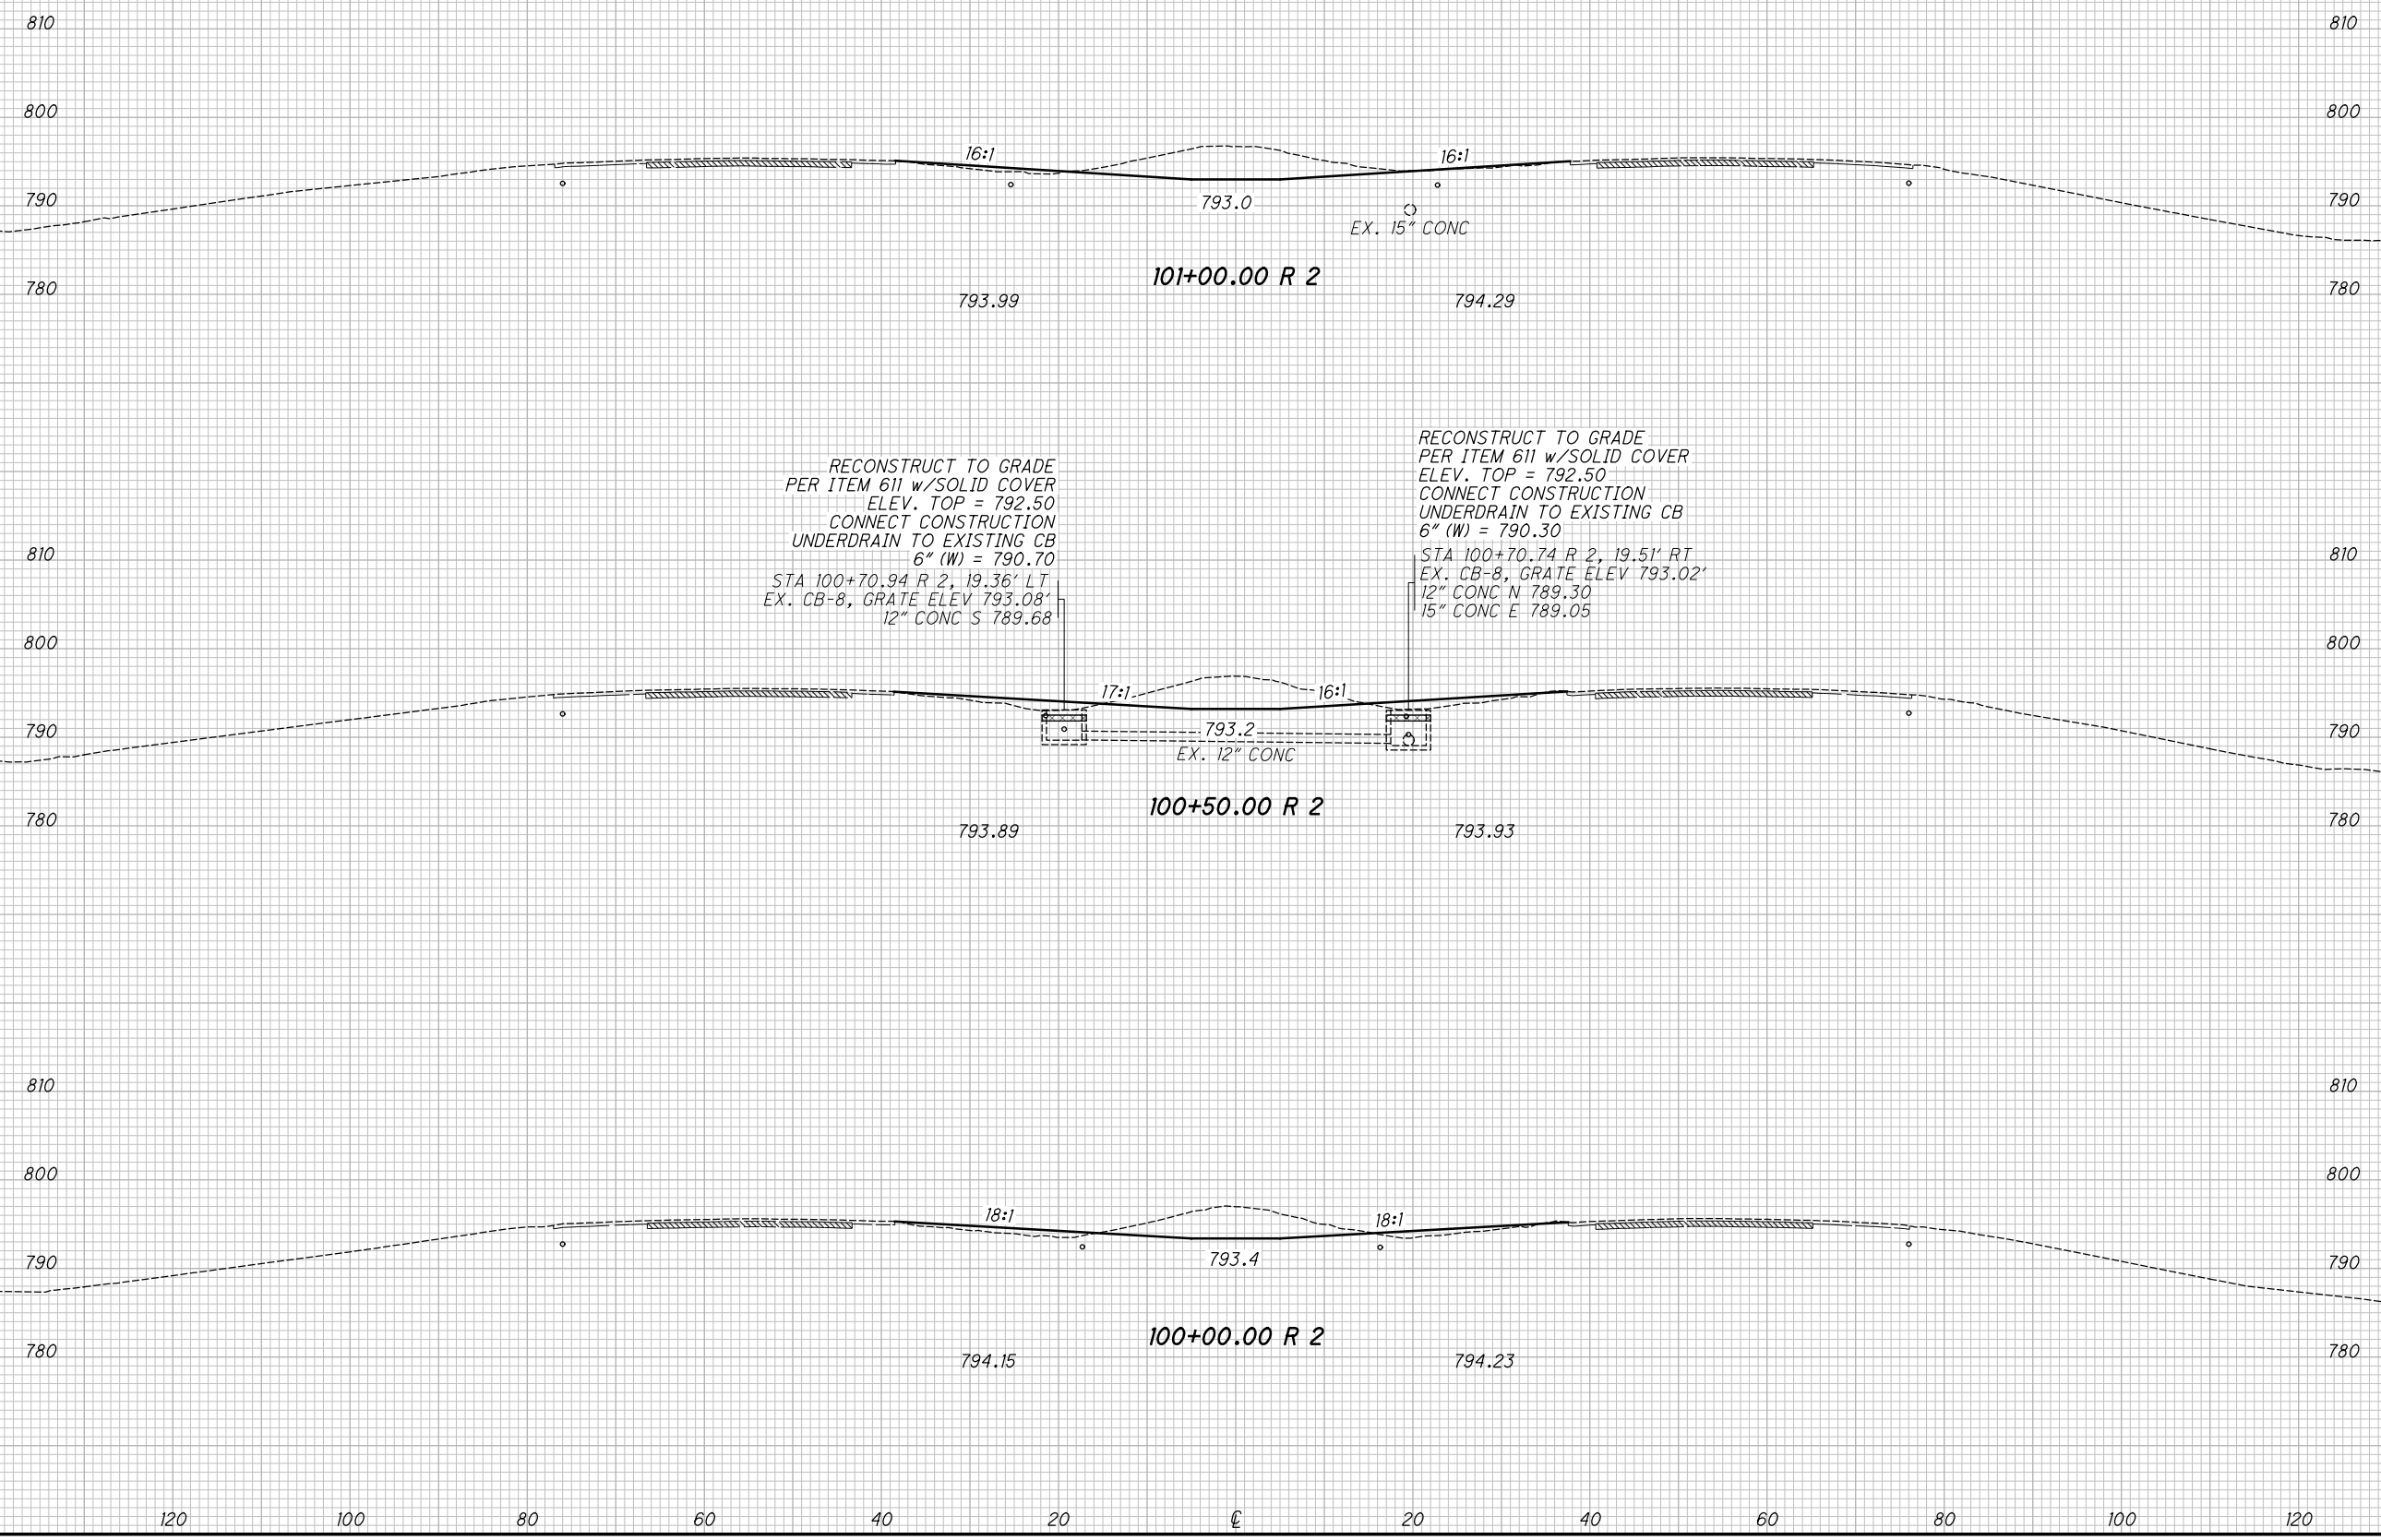 810 810
800 800
16:1 16:1
790 790
793.0
EX. 15" CONC
101+00.00 R 2
780 780
793.99 794.29
RECONSTRUCT TO GRADE
PER ITEM 611 w/SOLID COVER
ELEV. TOP = 792.50
CONNECT CONSTRUCTION
UNDERDRAIN TO EXISTING CB
6" (W) = 790.70
STA 100+70.94 R 2, 19.36' LT
EX. CB-8, GRATE ELEV 793.08'
12" CONC S 789.68
RECONSTRUCT TO GRADE
PER ITEM 611 w/SOLID COVER
ELEV. TOP = 792.50
CONNECT CONSTRUCTION
UNDERDRAIN TO EXISTING CB
6" (W) = 790.30
STA 100+70.74 R 2, 19.51' RT
EX. CB-8, GRATE ELEV 793.02'
12" CONC N 789.30
15" CONC E 789.05
810 810
800 800
17:1 16:1
790 790
793.2
EX. 12" CONC
100+50.00 R 2
780 780
793.89 793.93
810 810
800 800
18:1 18:1
790 790
793.4
100+00.00 R 2
780 780
794.15 794.23
120 100 80 60 40 20 ℄ 20 40 60 80 100 120